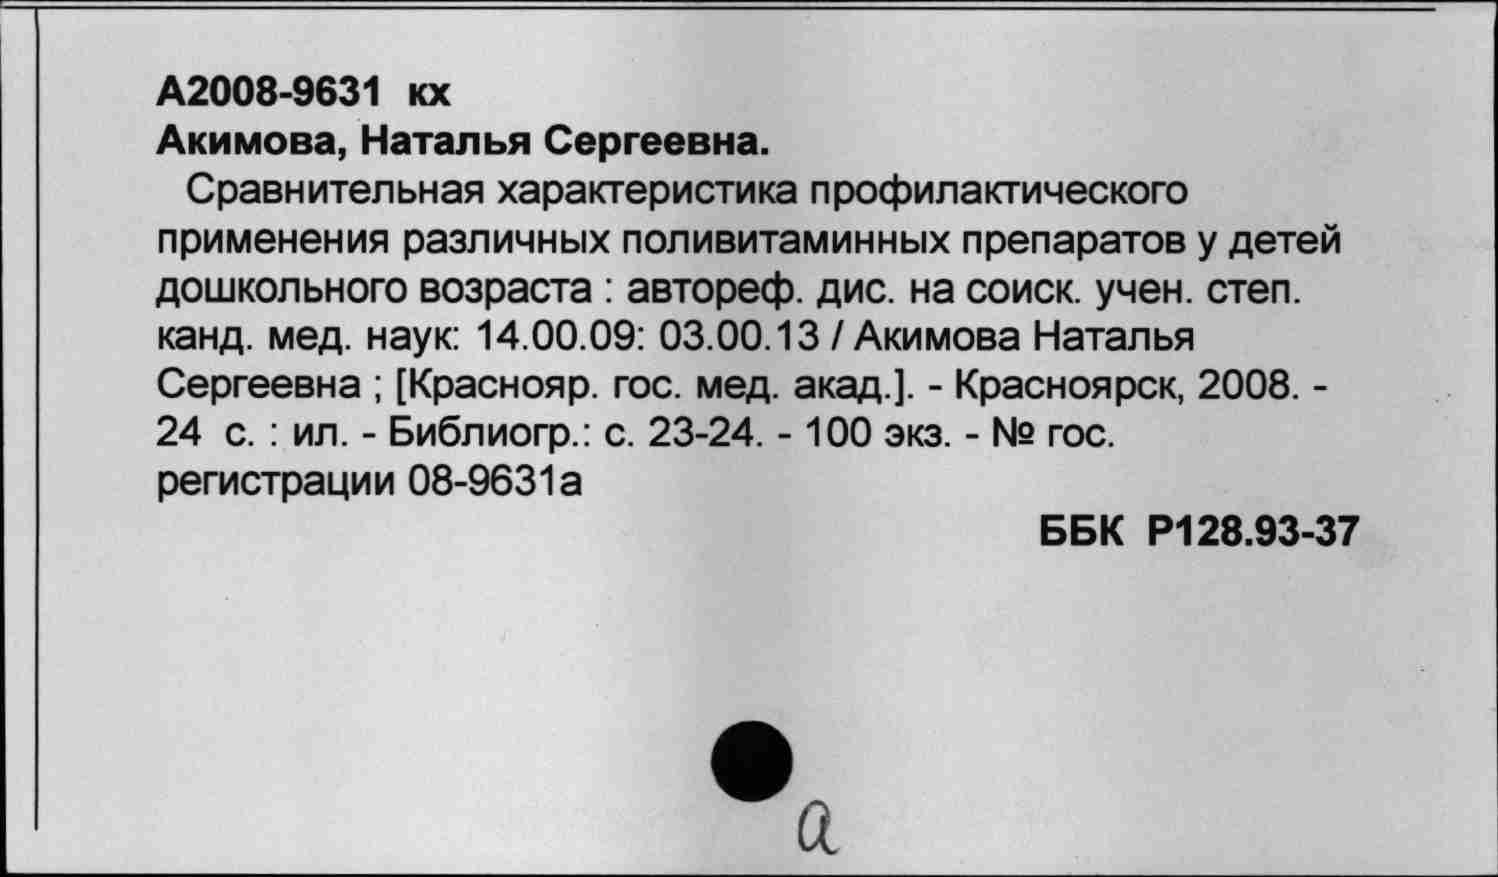 А2008-9631 кх
Акимова, Наталья Сергеевна.
Сравнительная характеристика профилактического
применения различных поливитаминных препаратов у детей
дошкольного возраста : автореф. дис. на соиск. учен. степ.
канд. мед. наук: 14.00.09: 03.00.13 / Акимова Наталья
Сергеевна ; [Краснояр. гос. мед. акад.]. - Красноярск, 2008. -
24 с. : ил. - Библиогр.: с. 23-24. - 100 экз. - № гос.
регистрации 08-9631а
ББК Р128.93-37
а